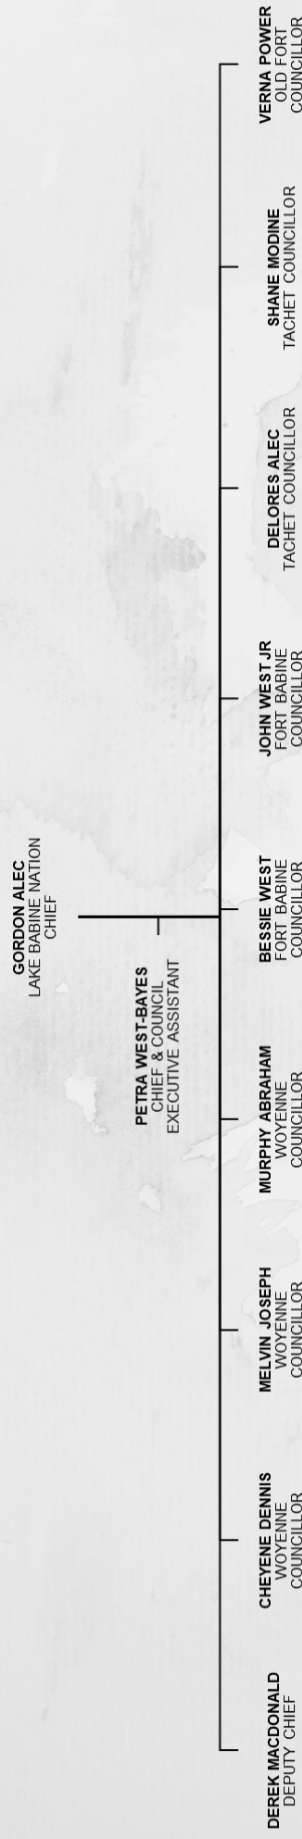 GORDON ALEC
LAKE BABINE NATION
CHIEF
PETRA WEST-BAYES
CHIEF & COUNCIL
EXECUTIVE ASSISTANT
DEREK MACDONALD
DEPUTY CHIEF
CHEYENE DENNIS
WOYENNE
COUNCILLOR
MELVIN JOSEPH
WOYENNE
COUNCILLOR
MURPHY ABRAHAM
WOYENNE
COUNCILLOR
BESSIE WEST
FORT BABINE
COUNCILLOR
JOHN WEST JR
FORT BABINE
COUNCILLOR
DELORES ALEC
TACHET COUNCILLOR
SHANE MODINE
TACHET COUNCILLOR
VERNA POWER
OLD FORT
COUNCILLOR